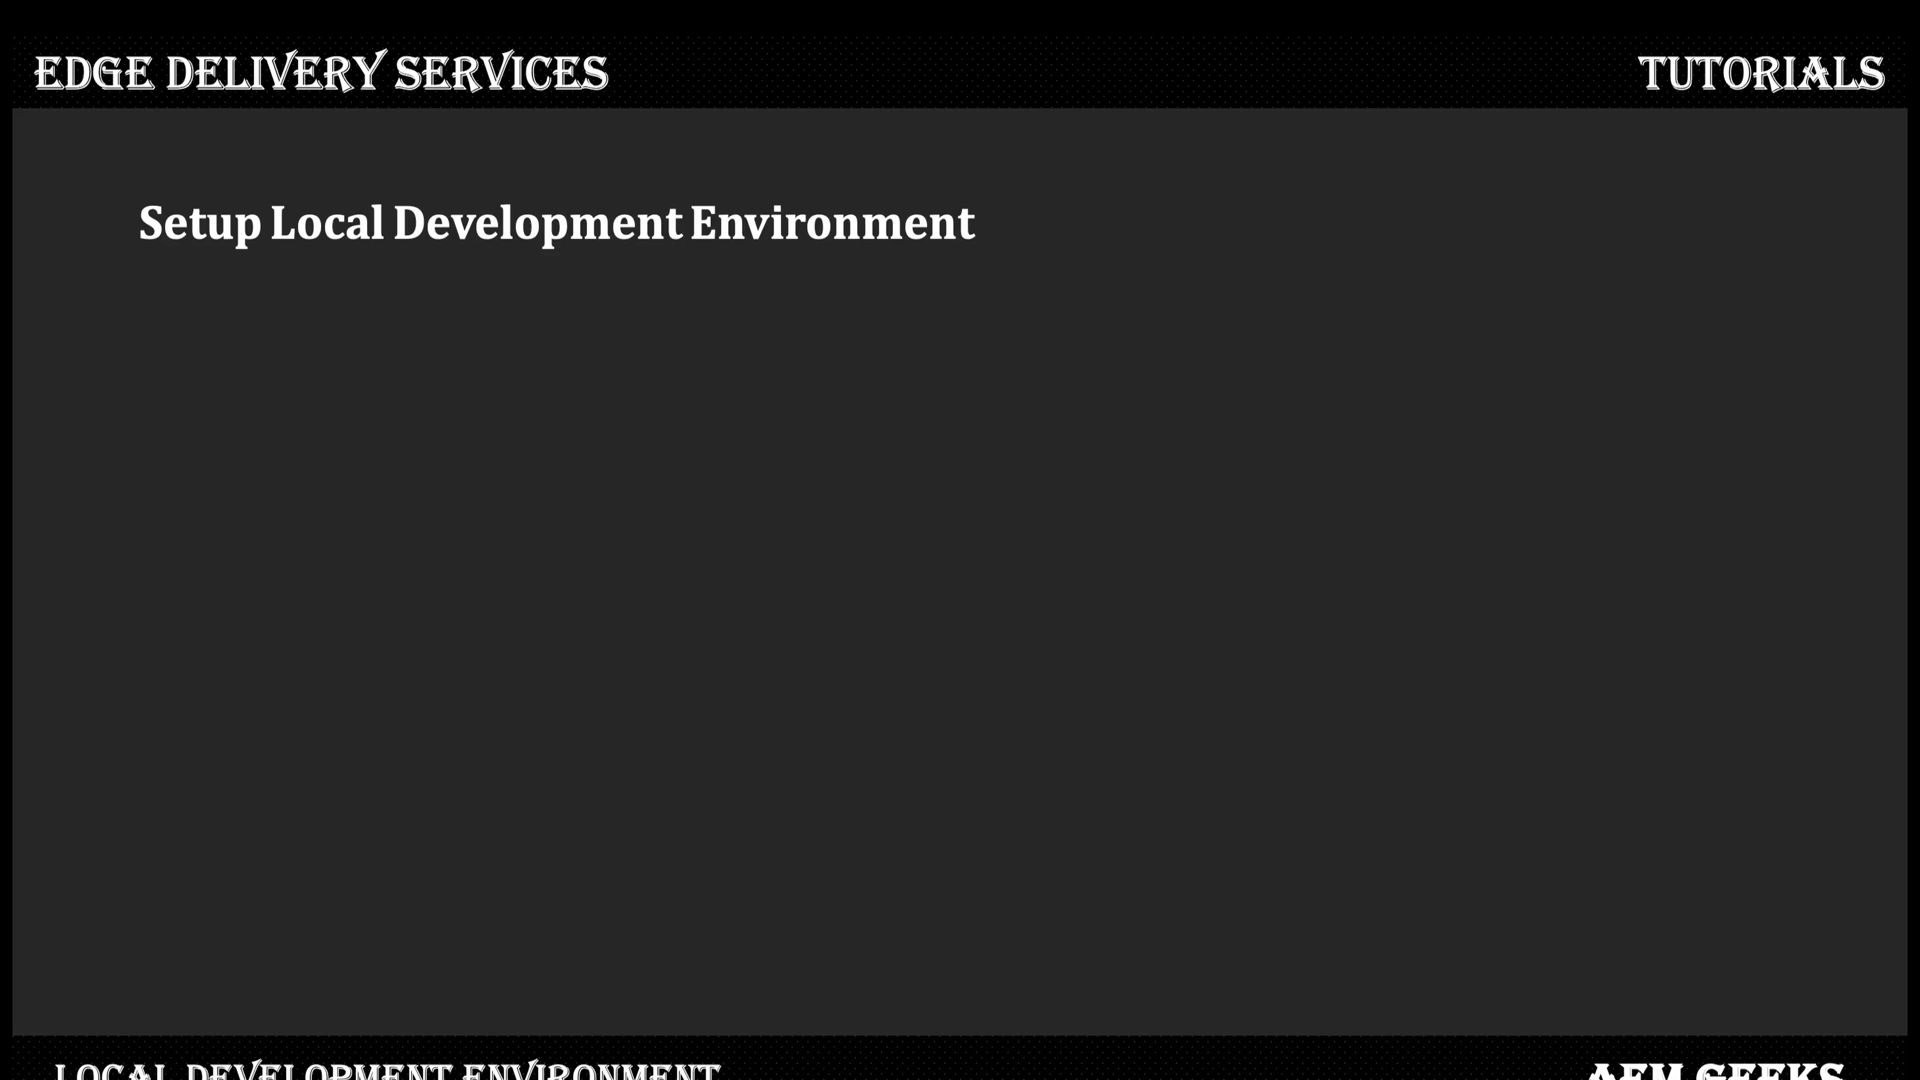 EDGE DELIVERY SERVICES
TUTORIALS
Setup Local Development Environment
LOCAL DEVELOPMENT ENVIRONMENT
AEM GEEKS